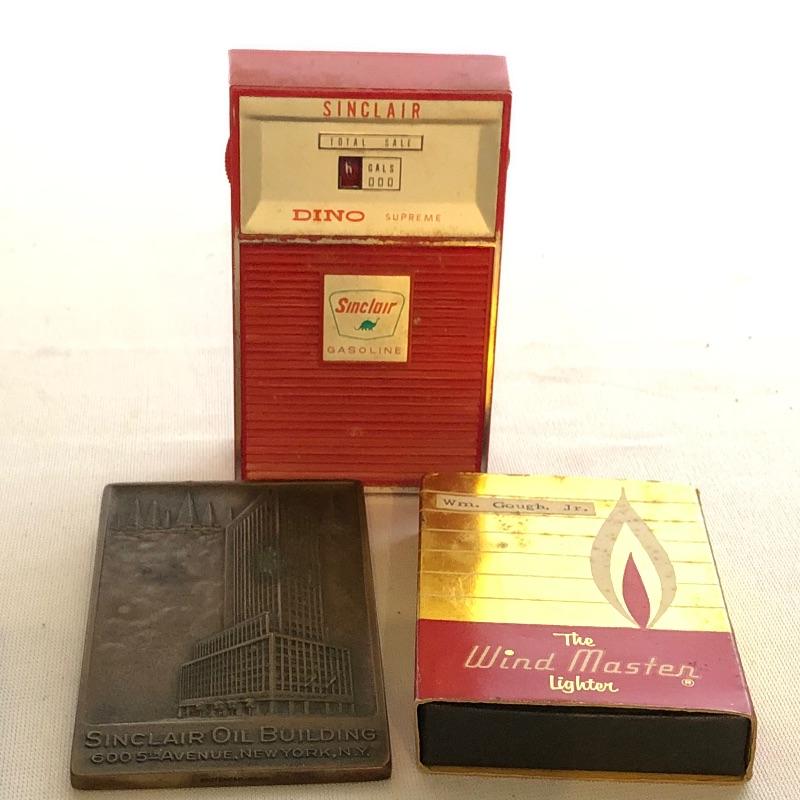 SINCLAIR
TOTAL SALE
GALS
000
DINO SUPREME
Sinclair
GASOLINE
SINCLAIR OIL BUILDING
600 5TH AVENUE, NEW YORK, N.Y.
Wm. Gough, Jr.
The
Wind Master®
Lighter